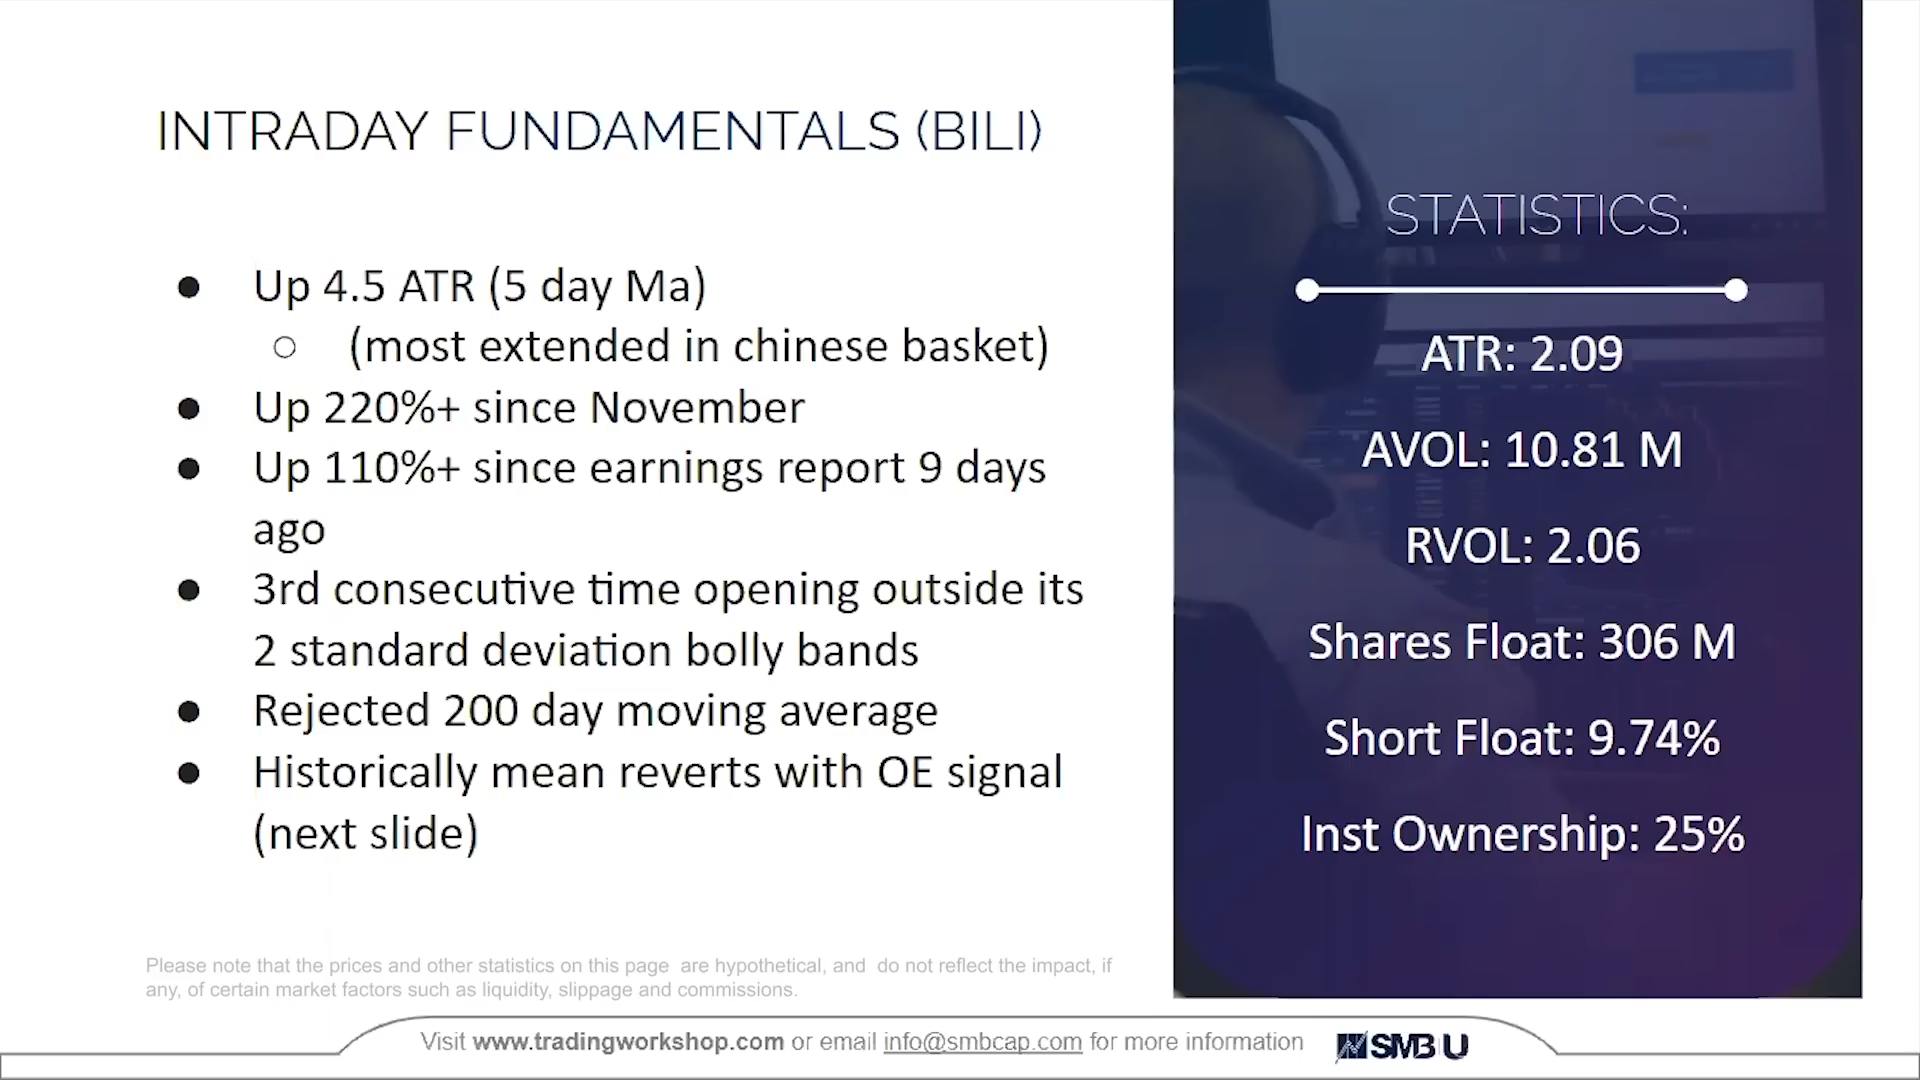 INTRADAY FUNDAMENTALS (BILI)
● Up 4.5 ATR (5 day Ma)
○ (most extended in chinese basket)
● Up 220%+ since November
● Up 110%+ since earnings report 9 days
ago
● 3rd consecutive time opening outside its
2 standard deviation bolly bands
● Rejected 200 day moving average
● Historically mean reverts with OE signal
(next slide)
STATISTICS:
ATR: 2.09
AVOL: 10.81 M
RVOL: 2.06
Shares Float: 306 M
Short Float: 9.74%
Inst Ownership: 25%
Please note that the prices and other statistics on this page are hypothetical, and do not reflect the impact, if
any, of certain market factors such as liquidity, slippage and commissions.
Visit www.tradingworkshop.com or email info@smbcap.com for more information
SMB U